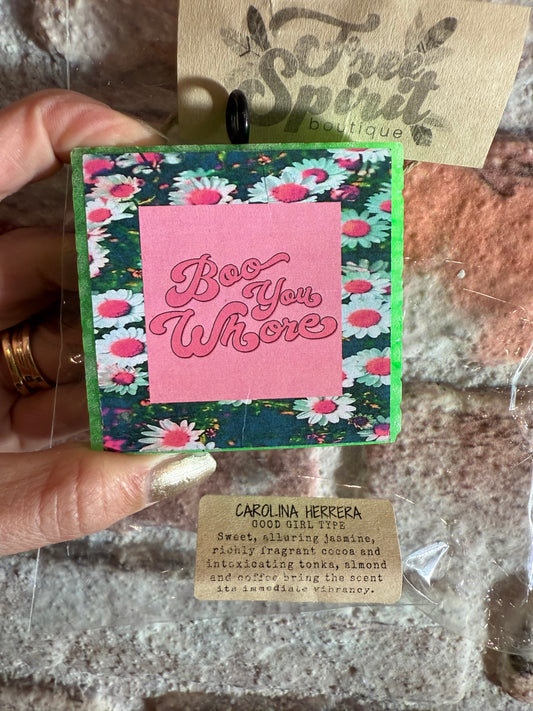 Free
Spirit
boutique
Boo
You
Whore
CAROLINA HERRERA
GOOD GIRL TYPE
Sweet, alluring jasmine,
richly fragrant cocoa and
intoxicating tonka, almond
and coffee bring the scent
its immediate vibrancy.